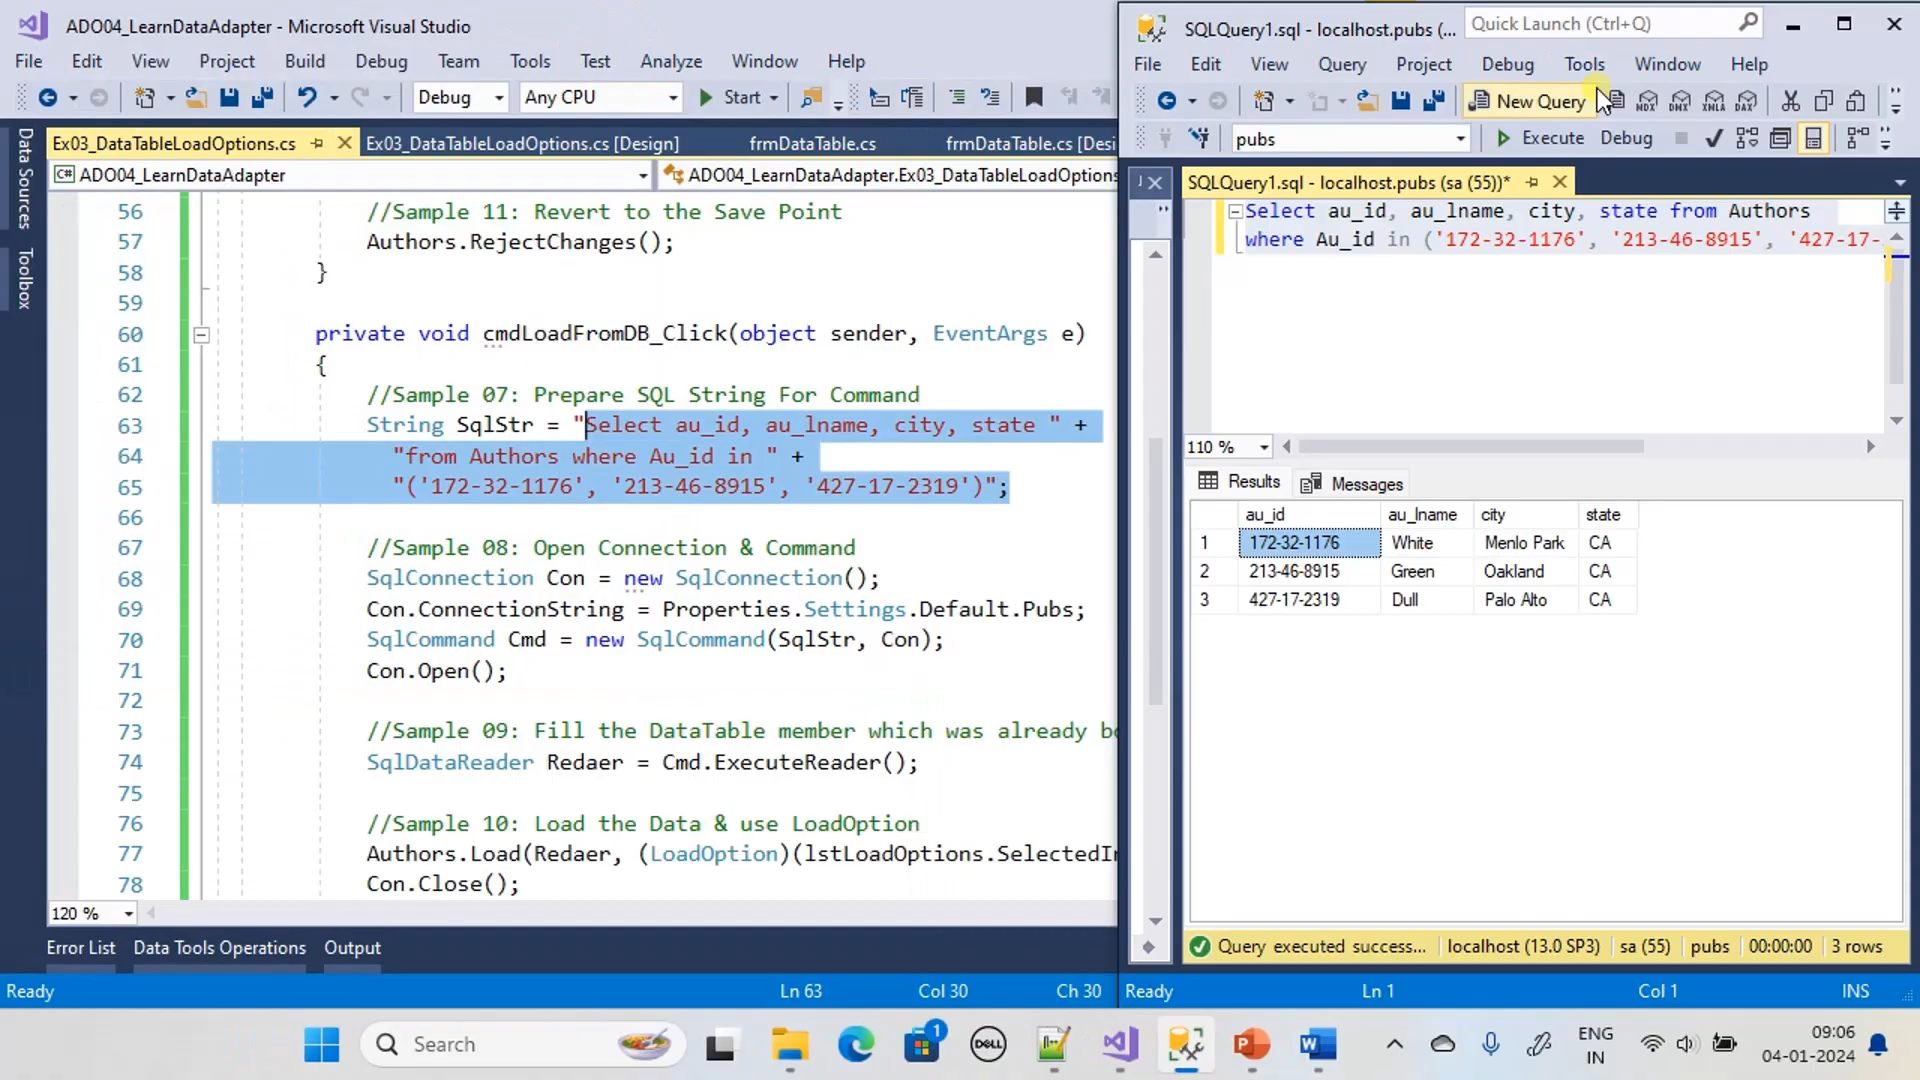 ADO04_LearnDataAdapter - Microsoft Visual Studio
File Edit View Project Build Debug Team Tools Test Analyze Window Help
Debug Any CPU Start
Data Sources
Toolbox
Ex03_DataTableLoadOptions.cs Ex03_DataTableLoadOptions.cs [Design] frmDataTable.cs frmDataTable.cs [Desi
C# ADO04_LearnDataAdapter ADO04_LearnDataAdapter.Ex03_DataTableLoadOptions
56 //Sample 11: Revert to the Save Point
57 Authors.RejectChanges();
58 }
59
60 private void cmdLoadFromDB_Click(object sender, EventArgs e)
61 {
62 //Sample 07: Prepare SQL String For Command
63 String SqlStr = "Select au_id, au_lname, city, state " +
64 "from Authors where Au_id in " +
65 "('172-32-1176', '213-46-8915', '427-17-2319')";
66
67 //Sample 08: Open Connection & Command
68 SqlConnection Con = new SqlConnection();
69 Con.ConnectionString = Properties.Settings.Default.Pubs;
70 SqlCommand Cmd = new SqlCommand(SqlStr, Con);
71 Con.Open();
72
73 //Sample 09: Fill the DataTable member which was already bo
74 SqlDataReader Redaer = Cmd.ExecuteReader();
75
76 //Sample 10: Load the Data & use LoadOption
77 Authors.Load(Redaer, (LoadOption)(lstLoadOptions.SelectedIn
78 Con.Close();
120 %
Error List Data Tools Operations Output
Ready Ln 63 Col 30 Ch 30
SQLQuery1.sql - localhost.pubs (... Quick Launch (Ctrl+Q)
File Edit View Query Project Debug Tools Window Help
New Query MDX DMX XMLA DAX
pubs Execute Debug
SQLQuery1.sql - localhost.pubs (sa (55))*
Select au_id, au_lname, city, state from Authors
where Au_id in ('172-32-1176', '213-46-8915', '427-17-
110 %
Results Messages
au_id au_lname city state
1 172-32-1176 White Menlo Park CA
2 213-46-8915 Green Oakland CA
3 427-17-2319 Dull Palo Alto CA
Query executed success... localhost (13.0 SP3) sa (55) pubs 00:00:00 3 rows
Ready Ln 1 Col 1 INS
Search 1 DELL ENG
IN
09:06
04-01-2024